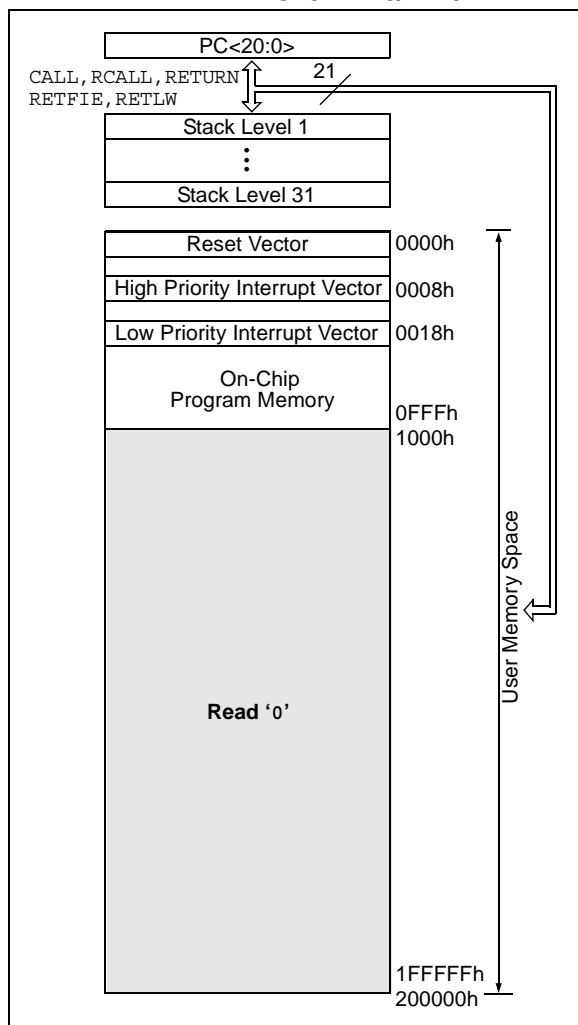 PC<20:0>
CALL,RCALL,RETURN
RETFIE,RETLW
21
Stack Level 1
Stack Level 31
Reset Vector
0000h
High Priority Interrupt Vector
0008h
Low Priority Interrupt Vector
0018h
On-Chip
Program Memory
0FFFh
1000h
User Memory Space
Read ‘0’
1FFFFFh
200000h